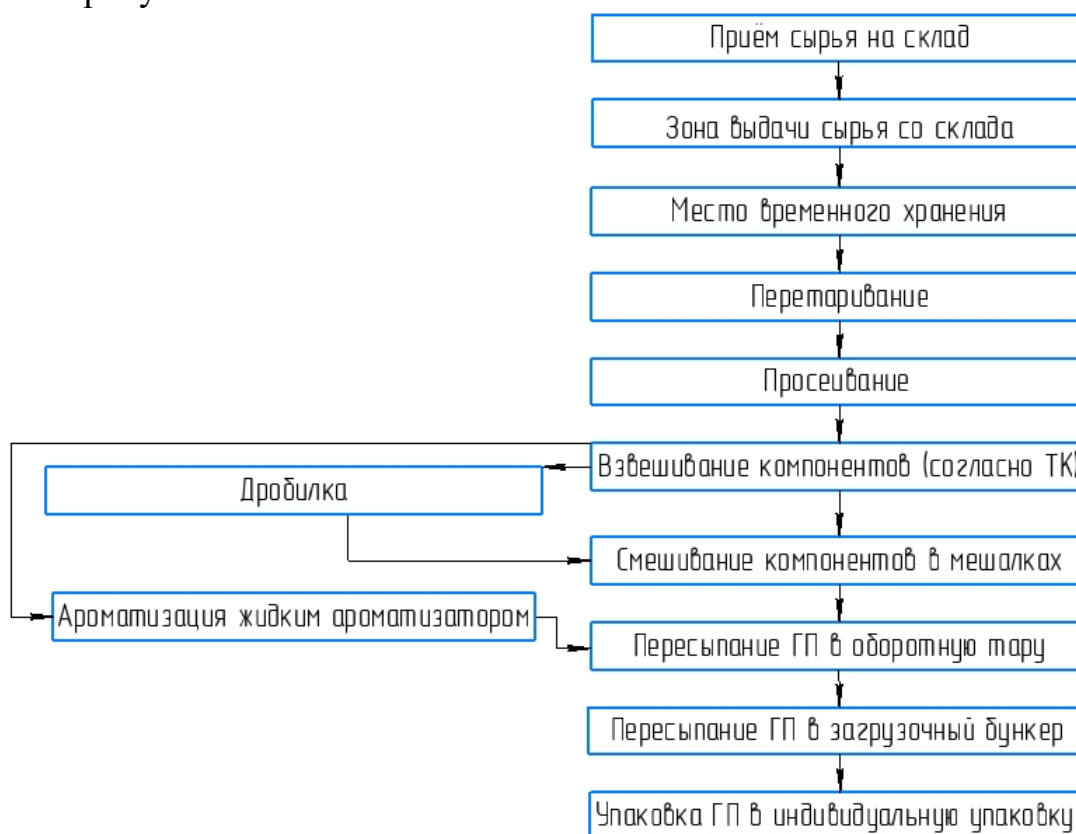 Приём сырья на склад
Зона выдачи сырья со склада
Место временного хранения
Перетаривание
Просеивание
Взвешивание компонентов (согласно ТК)
Дробилка
Смешивание компонентов в мешалках
Ароматизация жидким ароматизатором
Пересыпание ГП в оборотную тару
Пересыпание ГП в загрузочный бункер
Упаковка ГП в индивидуальную упаковку